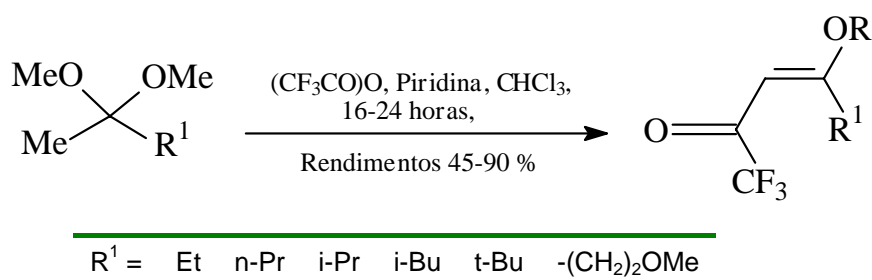 MeO OMe
Me R¹
(CF₃CO)O, Piridina, CHCl₃,
16-24 horas,
Rendimentos 45-90 %
OR
O R¹
CF₃
R¹ = Et n-Pr i-Pr i-Bu t-Bu -(CH₂)₂OMe